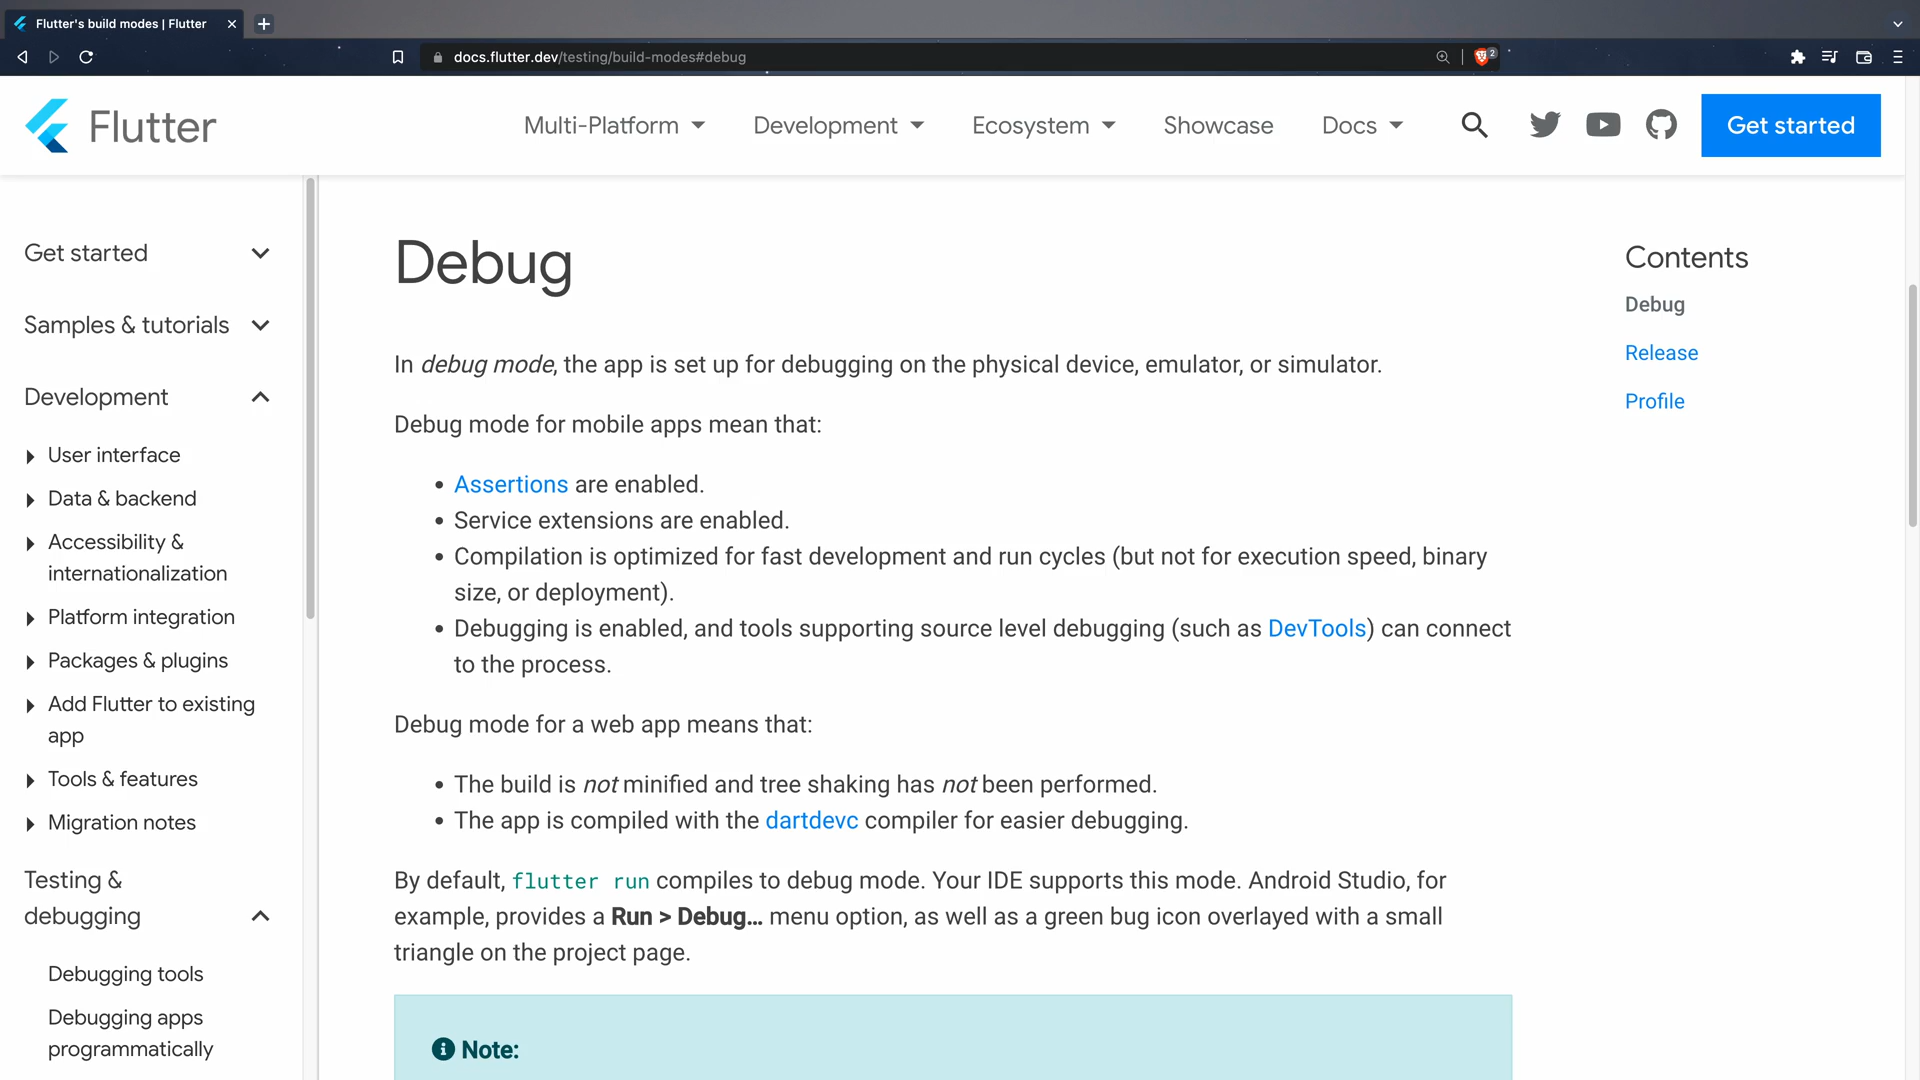 Flutter's build modes | Flutter
docs.flutter.dev/testing/build-modes#debug
2
Flutter
Multi-Platform
Development
Ecosystem
Showcase
Docs
Get started
Get started
Samples & tutorials
Development
User interface
Data & backend
Accessibility &
internationalization
Platform integration
Packages & plugins
Add Flutter to existing
app
Tools & features
Migration notes
Testing &
debugging
Debugging tools
Debugging apps
programmatically
Debug
In debug mode, the app is set up for debugging on the physical device, emulator, or simulator.
Debug mode for mobile apps mean that:
• Assertions are enabled.
• Service extensions are enabled.
• Compilation is optimized for fast development and run cycles (but not for execution speed, binary
size, or deployment).
• Debugging is enabled, and tools supporting source level debugging (such as DevTools) can connect
to the process.
Debug mode for a web app means that:
• The build is not minified and tree shaking has not been performed.
• The app is compiled with the dartdevc compiler for easier debugging.
By default, flutter run compiles to debug mode. Your IDE supports this mode. Android Studio, for
example, provides a Run > Debug… menu option, as well as a green bug icon overlayed with a small
triangle on the project page.
Note:
Contents
Debug
Release
Profile